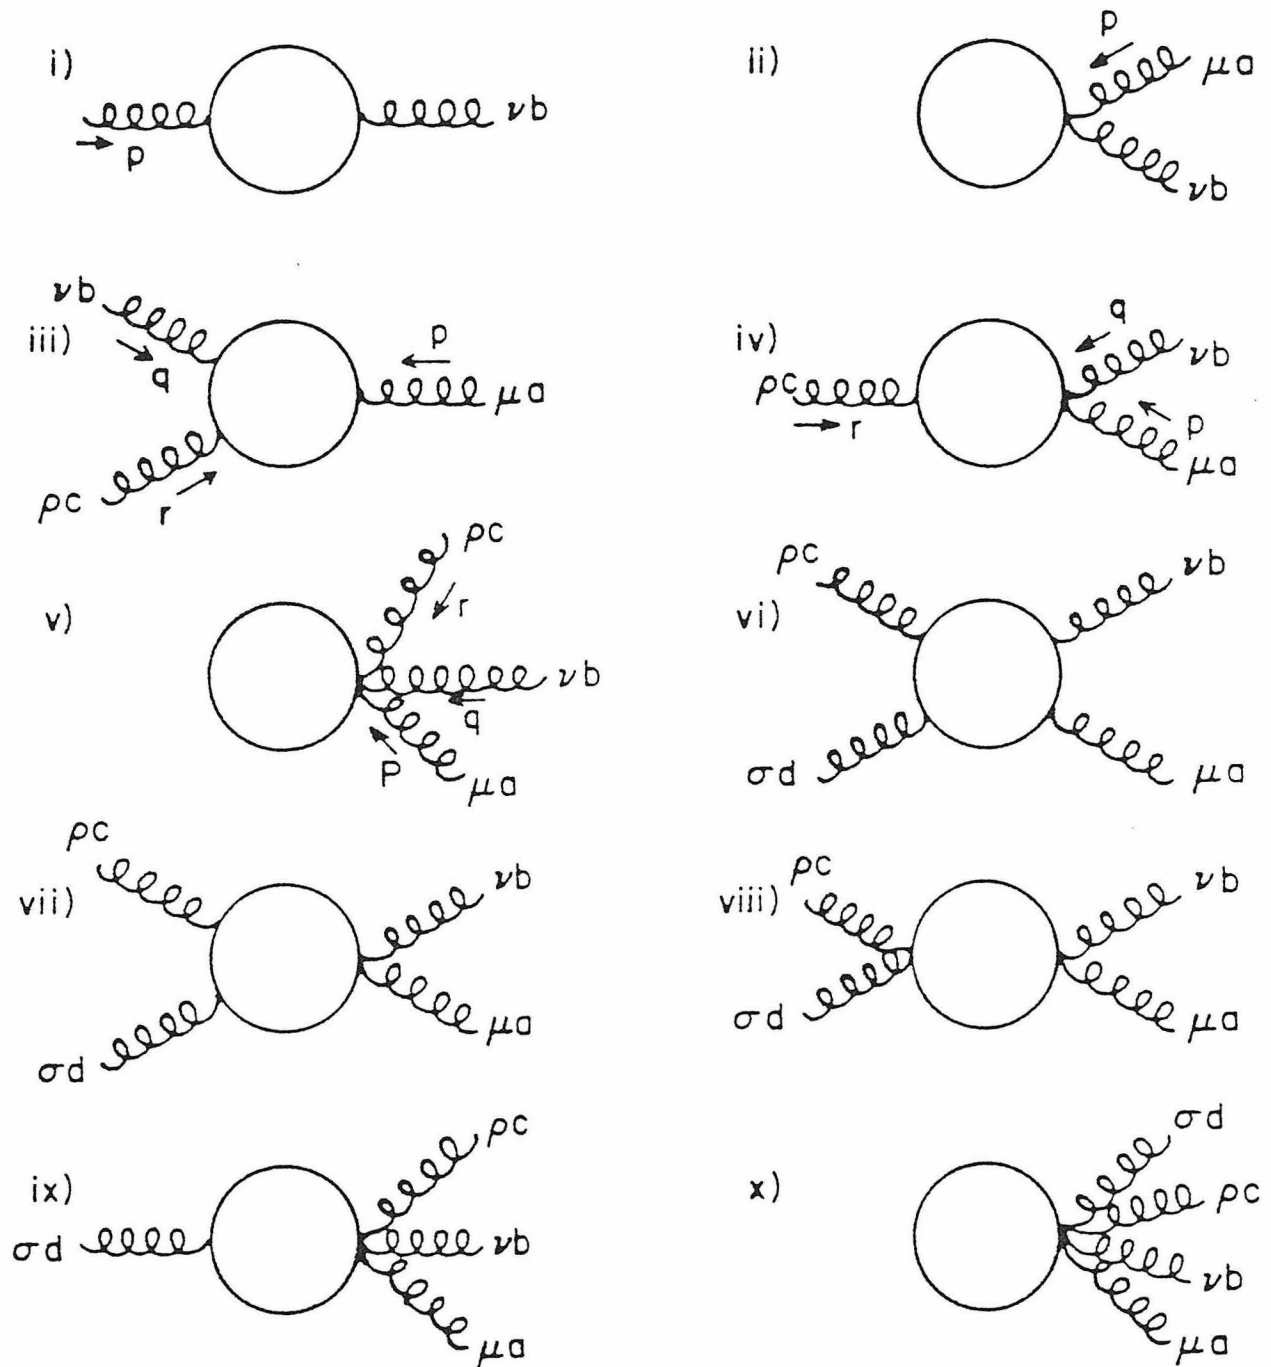 i)
p
νb
ii)
p
μa
νb
iii)
νb
q
p
μa
ρc
r
iv)
q
νb
ρc
r
p
μa
v)
ρc
r
νb
q
p
μa
vi)
ρc
νb
σd
μa
vii)
ρc
νb
σd
μa
viii)
ρc
νb
σd
μa
ix)
ρc
σd
νb
μa
x)
σd
ρc
νb
μa